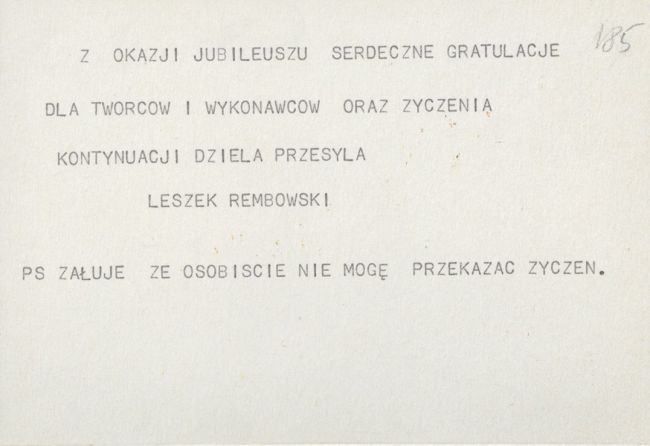 185
Z OKAZJI JUBILEUSZU SERDECZNE GRATULACJE
DLA TWORCOW I WYKONAWCOW ORAZ ZYCZENIA
KONTYNUACJI DZIELA PRZESYLA
LESZEK REMBOWSKI
PS ZAŁUJE ZE OSOBISCIE NIE MOGĘ PRZEKAZAC ZYCZEN.